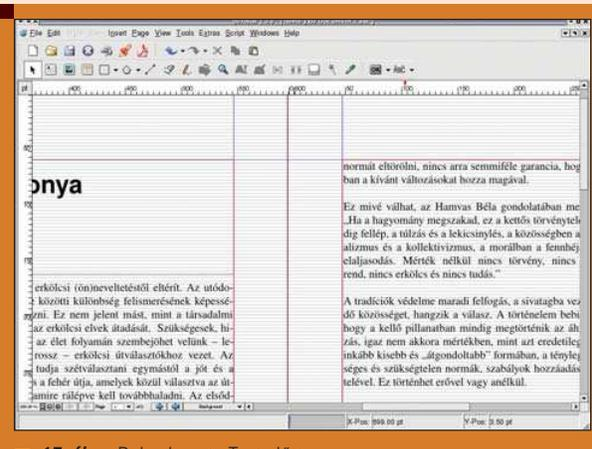 File Edit Insert Page View Tools Extras Script Windows Help
pt
normát eltörölni, nincs arra semmiféle garancia, hog
ban a kívánt változásokat hozza magával.
Ez mivé válhat, az Hamvas Béla gondolatában me
„Ha a hagyomány megszakad, ez a kettős törvénytele
dig fellép, a túlzás és a lekicsinylés, a közösségben a
alizmus és a kollektivizmus, a morálban a fennhéj
elaljasodás. Mérték nélkül nincs törvény, nincs
rend, nincs erkölcs és nincs tudás.”
A tradíciók védelme maradi felfogás, a sivatagba vez
dő közösséget, hangzik a válasz. A történelem bebi
hogy a kellő pillanatban mindig megtörténik az áh
zás, igaz nem akkora mértékben, mint azt eredetileg
inkább kisebb és „átgondoltabb” formában, a tényleg
séges és szükségtelen normák, szabályok hozzáadás
telével. Ez történhet erővel vagy anélkül.
onya
erkölcsi (ön)neveltetéstől eltérít. Az utódo-
közötti különbség felismerésének képessé-
zni. Ez nem jelent mást, mint a társadalmi
az erkölcsi elvek átadását. Szükségesek, hi-
az élet folyamán szembejöhet velünk – le-
rossz – erkölcsi útválasztókhoz vezet. Az
tudja szétválasztani egymástól a jót és a
s a fehér útja, amelyek közül választva az út-
amire rálépve kell továbbhaladni. Az elsőd-
X-Pos: 899.00 pt Y-Pos: 3.50 pt